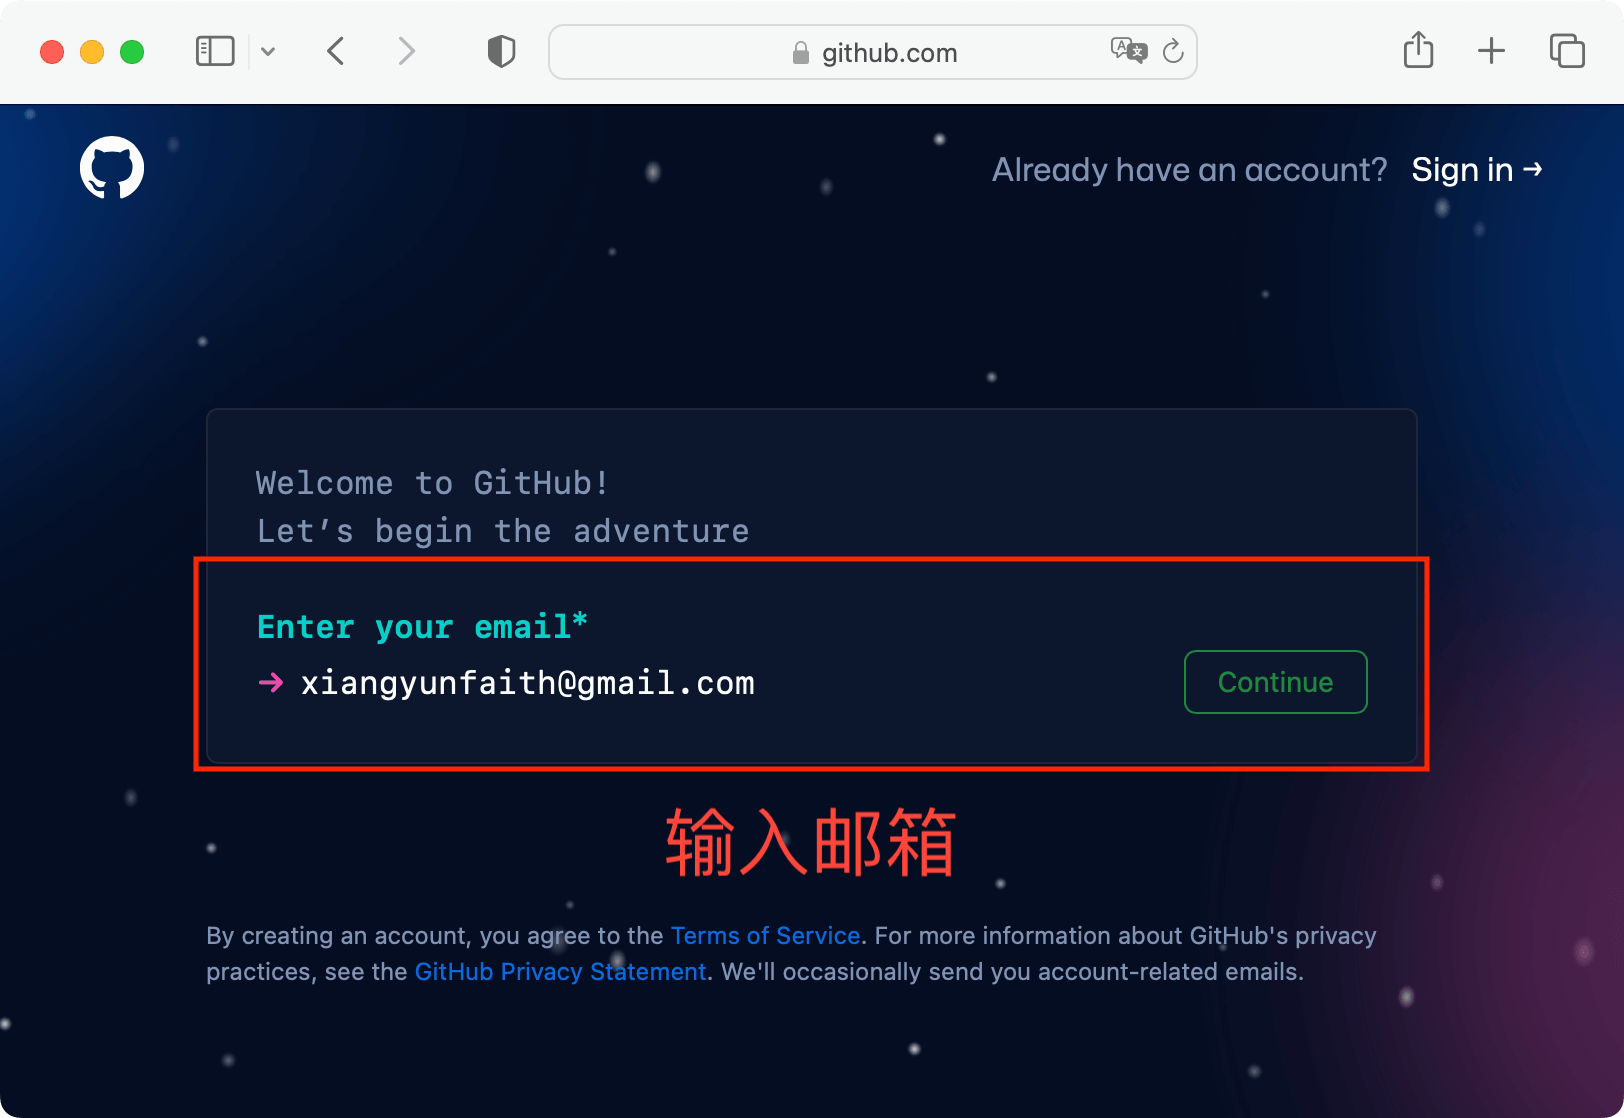 github.com
Already have an account? Sign in →
Welcome to GitHub!
Let’s begin the adventure
Enter your email*
→ xiangyunfaith@gmail.com
Continue
输入邮箱
By creating an account, you agree to the Terms of Service. For more information about GitHub's privacy
practices, see the GitHub Privacy Statement. We'll occasionally send you account-related emails.